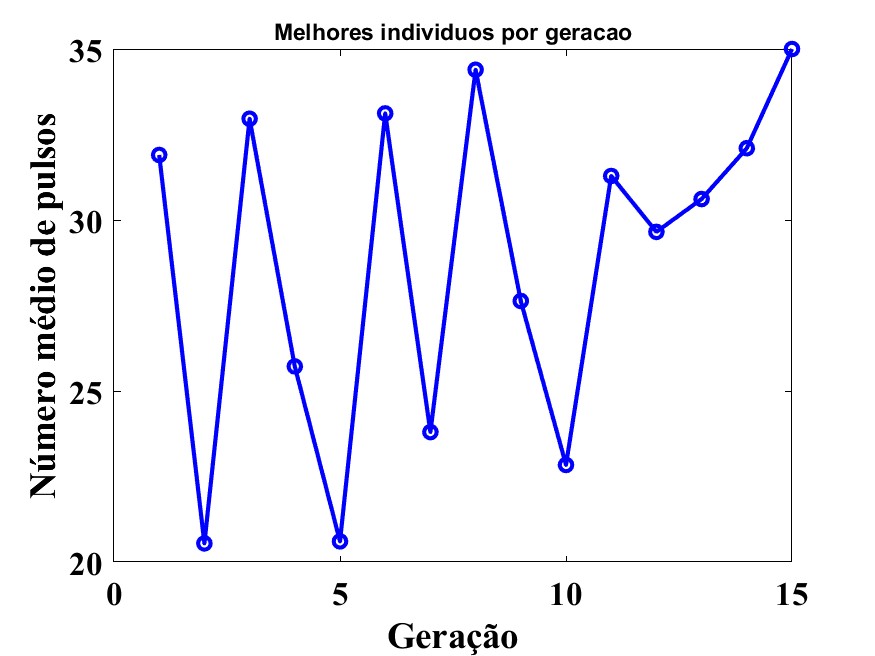 Melhores individuos por geracao
Número médio de pulsos
35
30
25
20
0 5 10 15
Geração